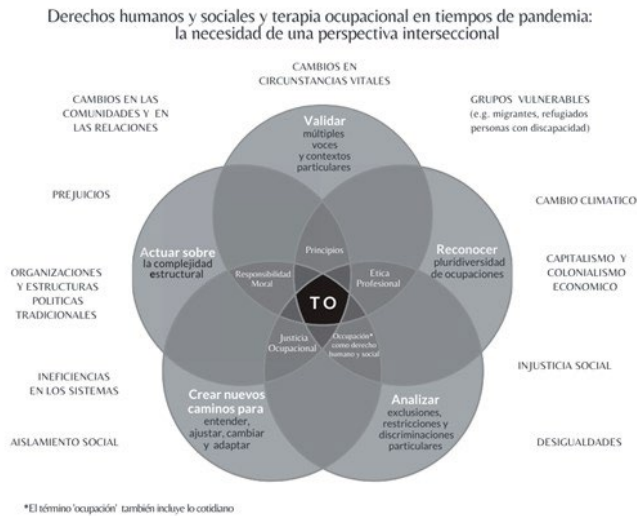 Derechos humanos y sociales y terapia ocupacional en tiempos de pandemia:
la necesidad de una perspectiva interseccional
CAMBIOS EN
CIRCUNSTANCIAS VITALES
CAMBIOS EN LAS
COMUNIDADES Y EN
LAS RELACIONES
GRUPOS VULNERABLES
(e.g. migrantes, refugiados
personas con discapacidad)
Validar
múltiples
voces
y contextos
particulares
PREJUICIOS
CAMBIO CLIMATICO
Actuar sobre
la complejidad
estructural
Principios
Reconocer
pluridiversidad
de ocupaciones
ORGANIZACIONES
Y ESTRUCTURAS
POLITICAS
TRADICIONALES
Responsibilidad
Moral
Etica
Profesional
CAPITALISMO Y
COLONIALISMO
ECONOMICO
TO
Justicia
Ocupacional
Occupación*
como derecho
humano y social
INEFICIENCIAS
EN LOS SISTEMAS
INJUSTICIA SOCIAL
Crear nuevos
caminos para
entender,
ajustar, cambiar
y adaptar
Analizar
exclusiones,
restricciones y
discriminaciones
particulares
AISLAMIENTO SOCIAL
DESIGUALDADES
*El término 'ocupación' también incluye lo cotidiano